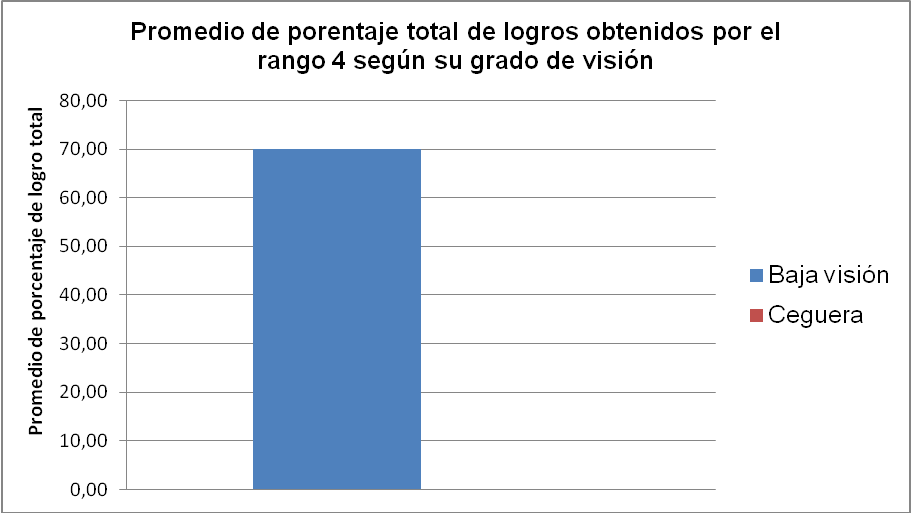 Promedio de porentaje total de logros obtenidos por el
rango 4 según su grado de visión
Promedio de porcentaje de logro total
80,00
70,00
60,00
50,00
40,00
30,00
20,00
10,00
0,00
Baja visión
Ceguera